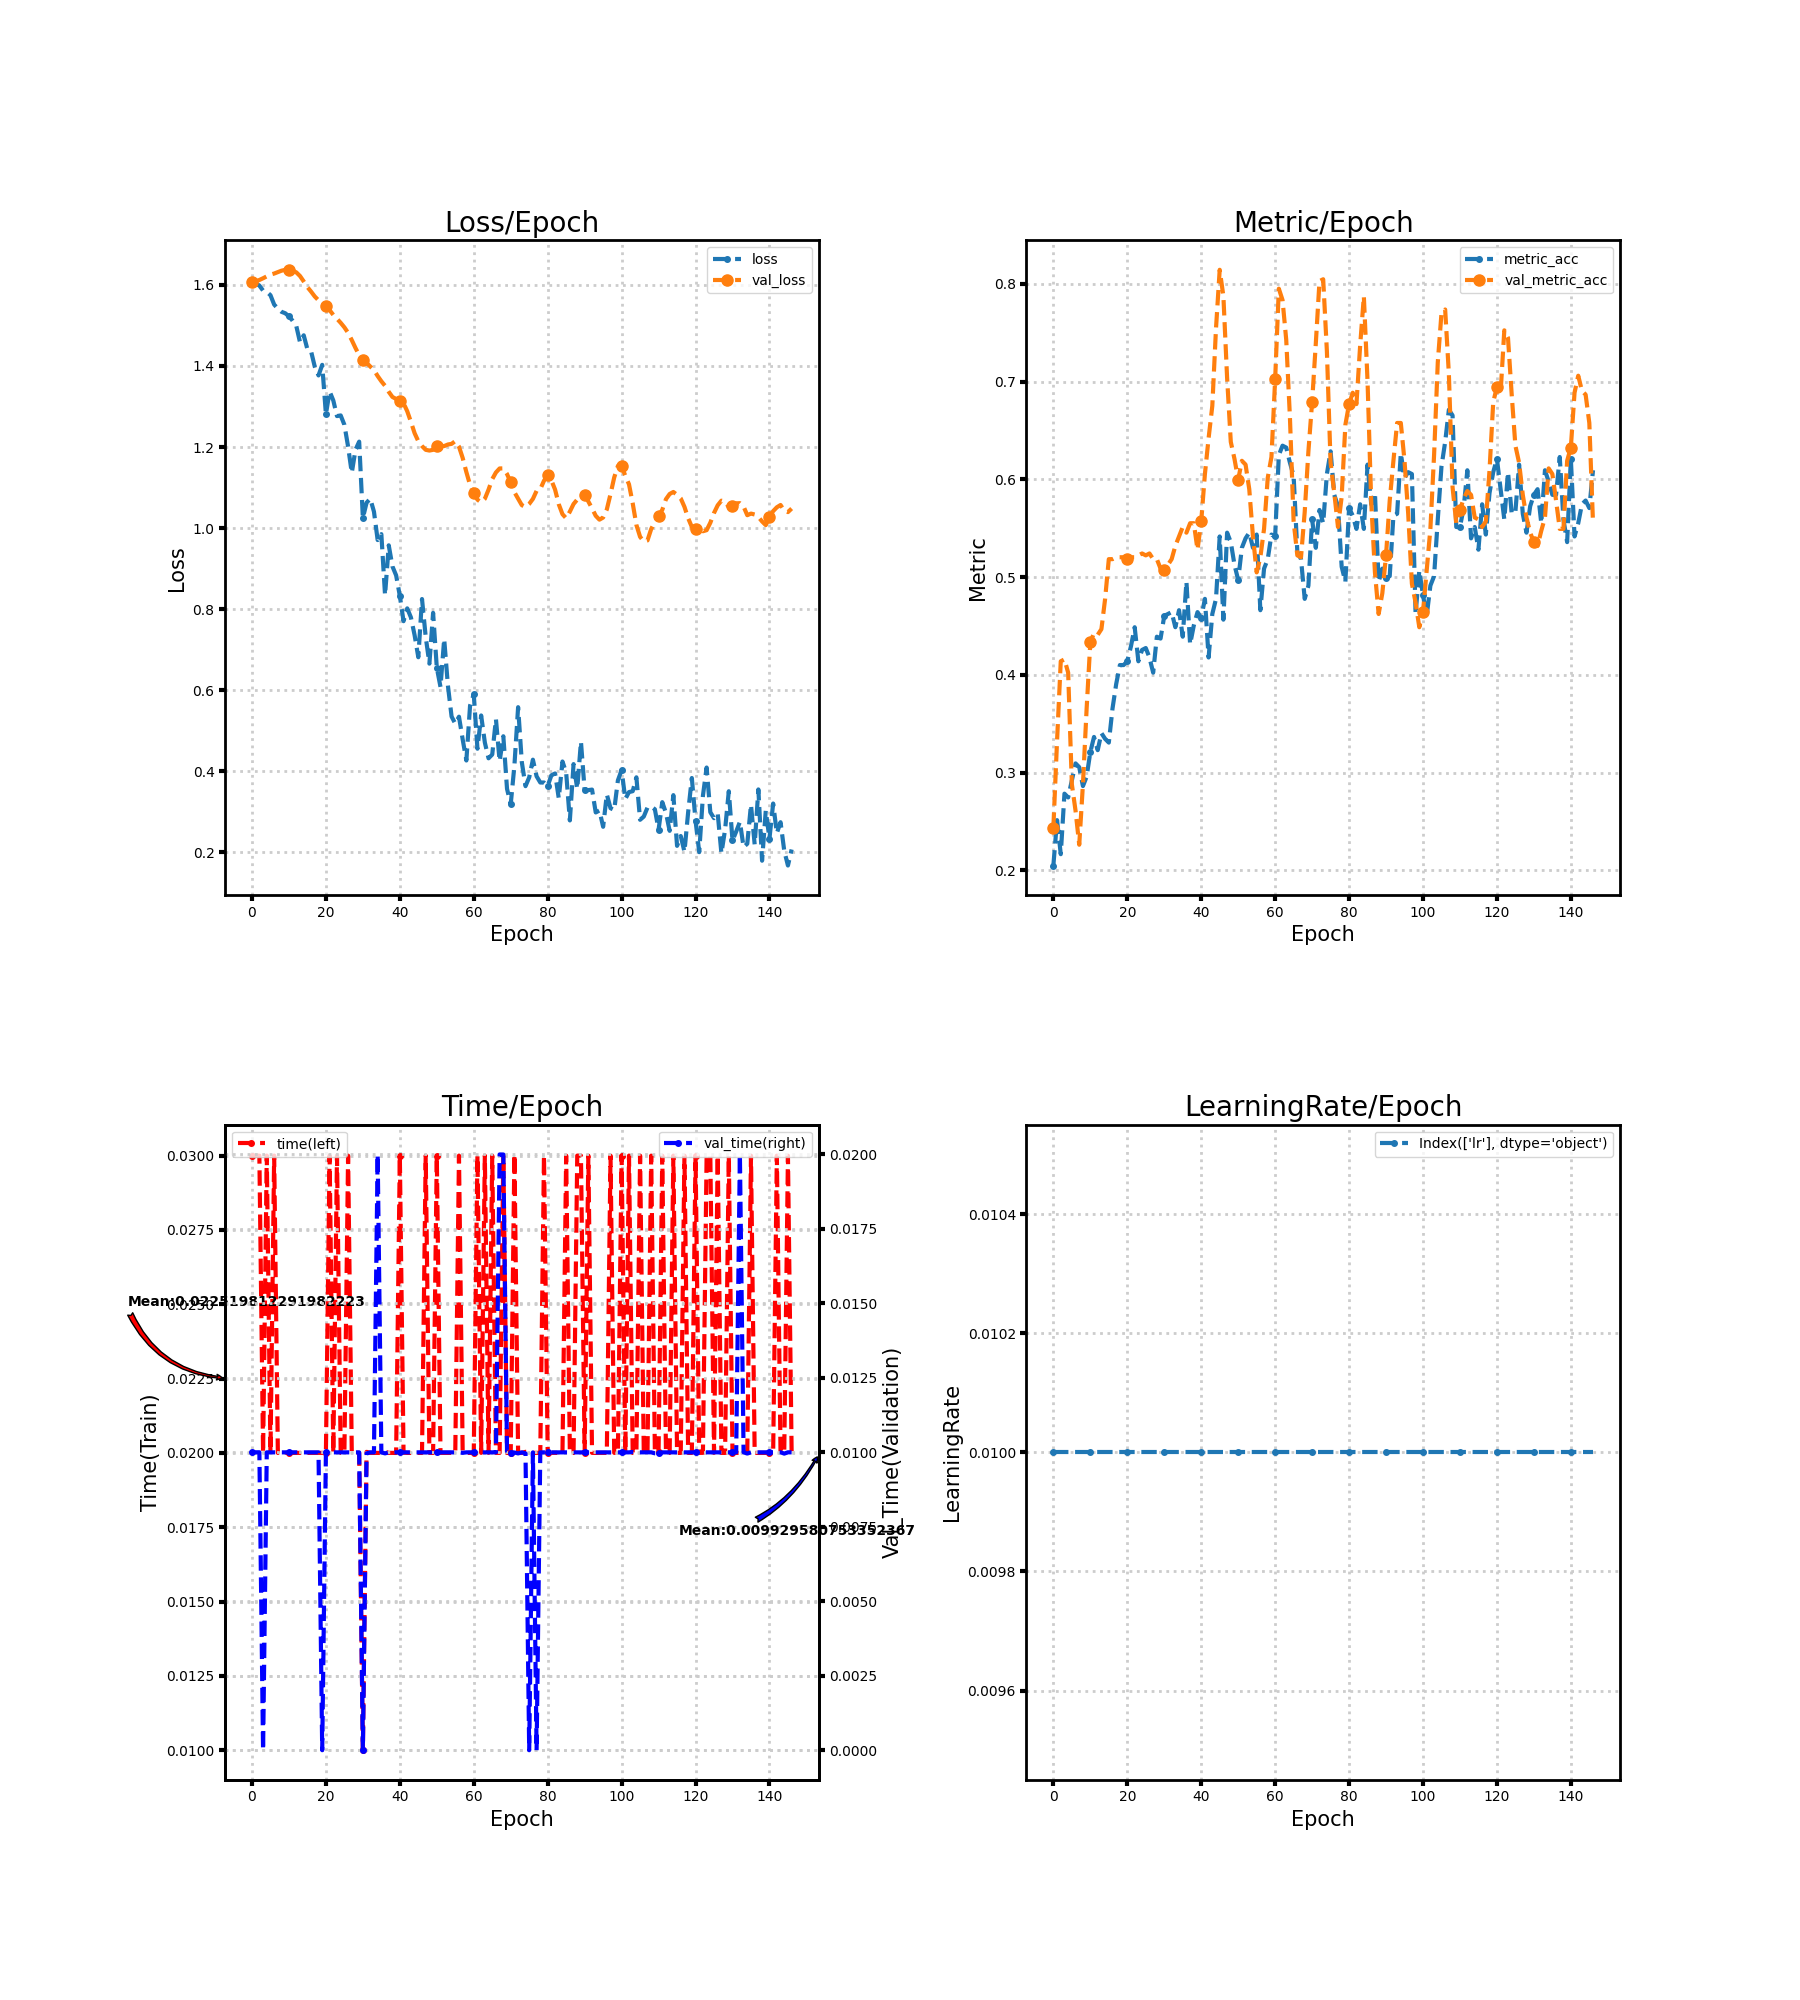 Loss/Epoch
loss
val_loss
1.6
1.4
1.2
1.0
0.8
0.6
0.4
0.2
Loss
0 20 40 60 80 100 120 140
Epoch
Metric/Epoch
metric_acc
val_metric_acc
0.8
0.7
0.6
0.5
0.4
0.3
0.2
Metric
0 20 40 60 80 100 120 140
Epoch
Time/Epoch
time(left)
val_time(right)
0.0300
0.0275
0.0250
0.0225
0.0200
0.0175
0.0150
0.0125
0.0100
Time(Train)
0.0200
0.0175
0.0150
0.0125
0.0100
0.0075
0.0050
0.0025
0.0000
Val_Time(Validation)
0 20 40 60 80 100 120 140
Epoch
LearningRate/Epoch
Index(['lr'], dtype='object')
0.0104
0.0102
0.0100
0.0098
0.0096
LearningRate
0 20 40 60 80 100 120 140
Epoch